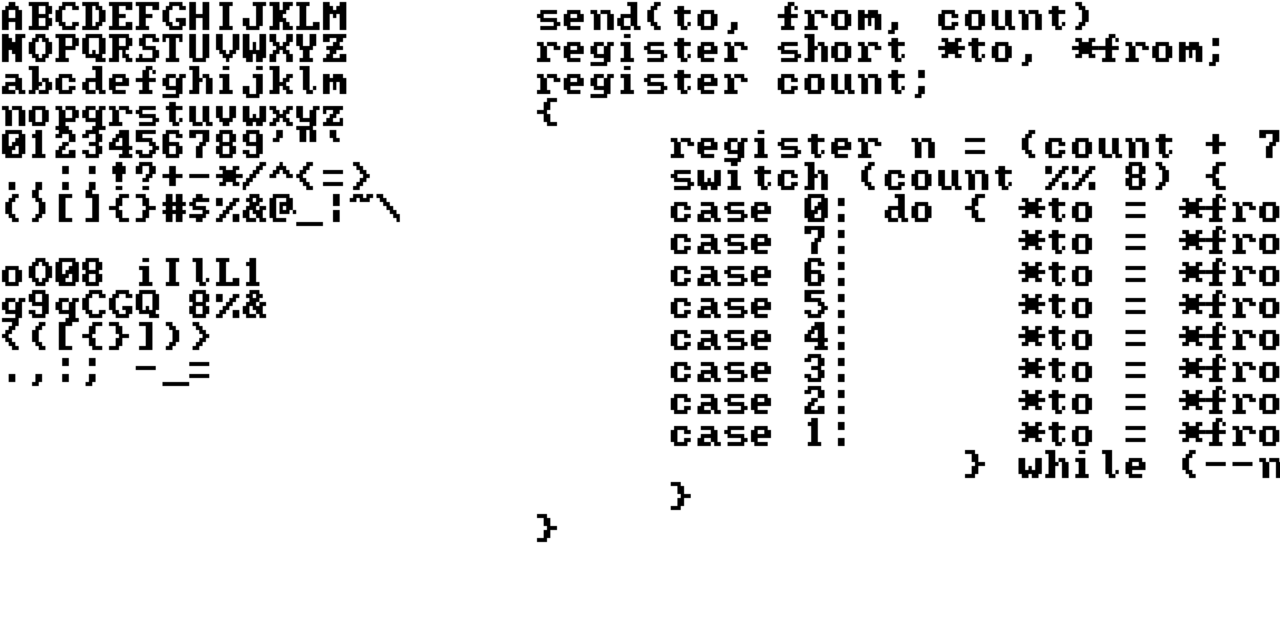 ABCDEFGHIJKLM
NOPQRSTUVWXYZ
abcdefghijklm
nopqrstuvwxyz
0123456789'"`
.,:;!?+-*/^<=>
()[]{}#$%&@_|~\
oO08 iIlL1
g9qCGQ 8%&
<([{}])>
.,:; -_=
send(to, from, count)
register short *to, *from;
register count;
{
register n = (count + 7
switch (count %% 8) {
case 0: do { *to = *fro
case 7: *to = *fro
case 6: *to = *fro
case 5: *to = *fro
case 4: *to = *fro
case 3: *to = *fro
case 2: *to = *fro
case 1: *to = *fro
} while (--n
}
}